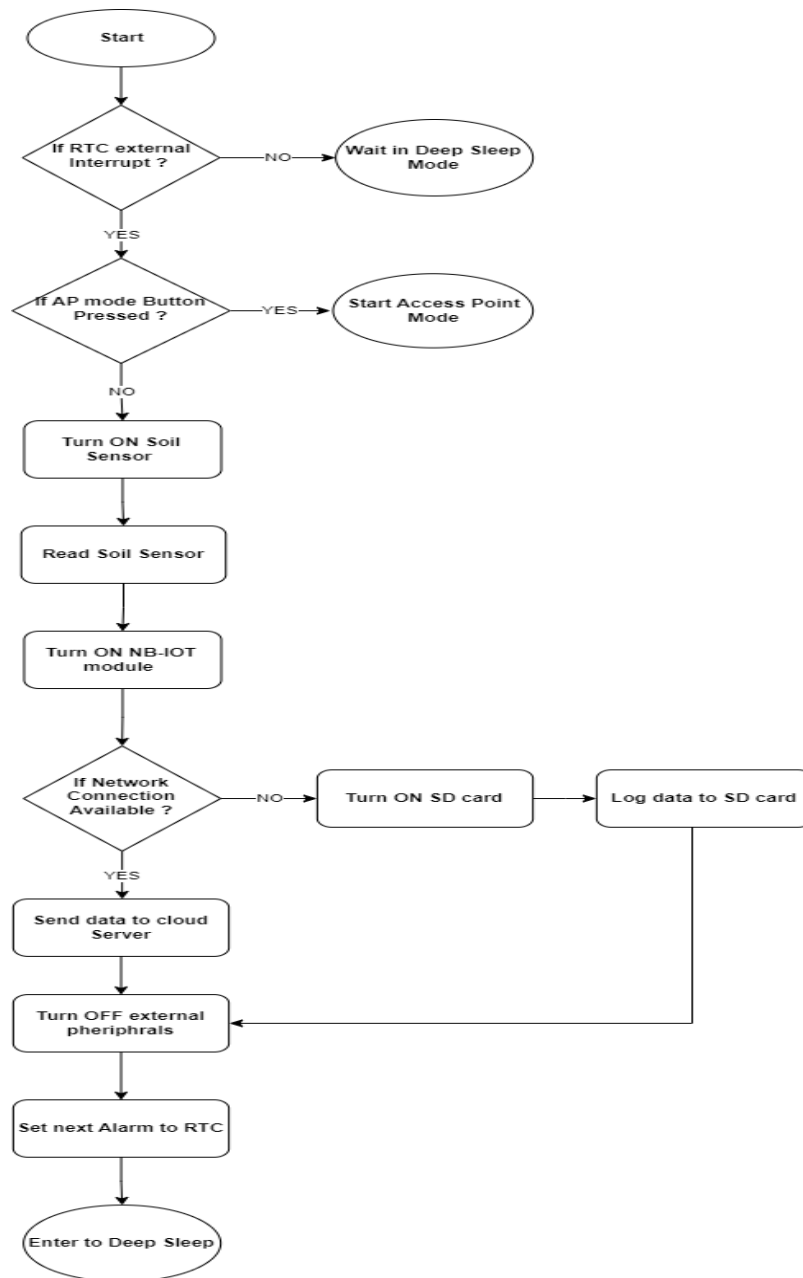 Start
If RTC external
Interrupt ?
NO
Wait in Deep Sleep
Mode
YES
If AP mode Button
Pressed ?
YES
Start Access Point
Mode
NO
Turn ON Soil
Sensor
Read Soil Sensor
Turn ON NB-IOT
module
If Network
Connection
Available ?
NO
Turn ON SD card
Log data to SD card
YES
Send data to cloud
Server
Turn OFF external
pheriphrals
Set next Alarm to RTC
Enter to Deep Sleep